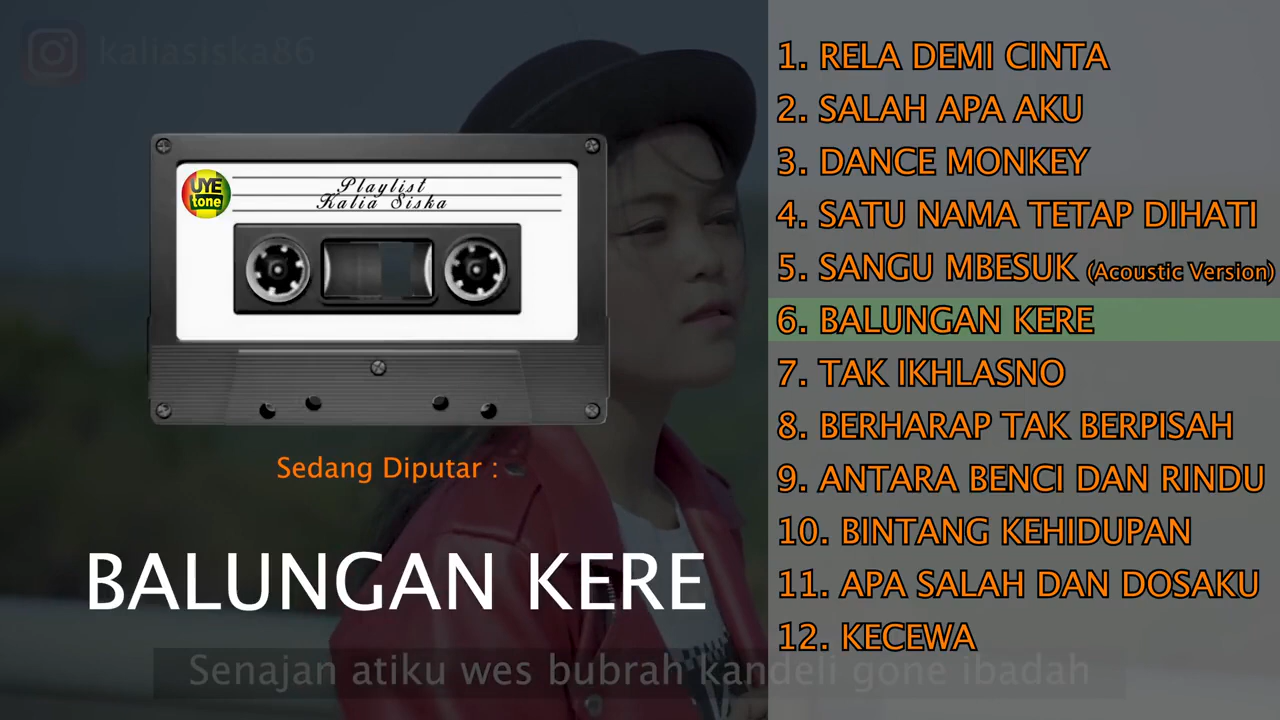 kaliasiska86
UYE
tone
Playlist
Kalia Siska
Sedang Diputar :
BALUNGAN KERE
Senajan atiku wes bubrah kandeli gone ibadah
1. RELA DEMI CINTA
2. SALAH APA AKU
3. DANCE MONKEY
4. SATU NAMA TETAP DIHATI
5. SANGU MBESUK (Acoustic Version)
6. BALUNGAN KERE
7. TAK IKHLASNO
8. BERHARAP TAK BERPISAH
9. ANTARA BENCI DAN RINDU
10. BINTANG KEHIDUPAN
11. APA SALAH DAN DOSAKU
12. KECEWA